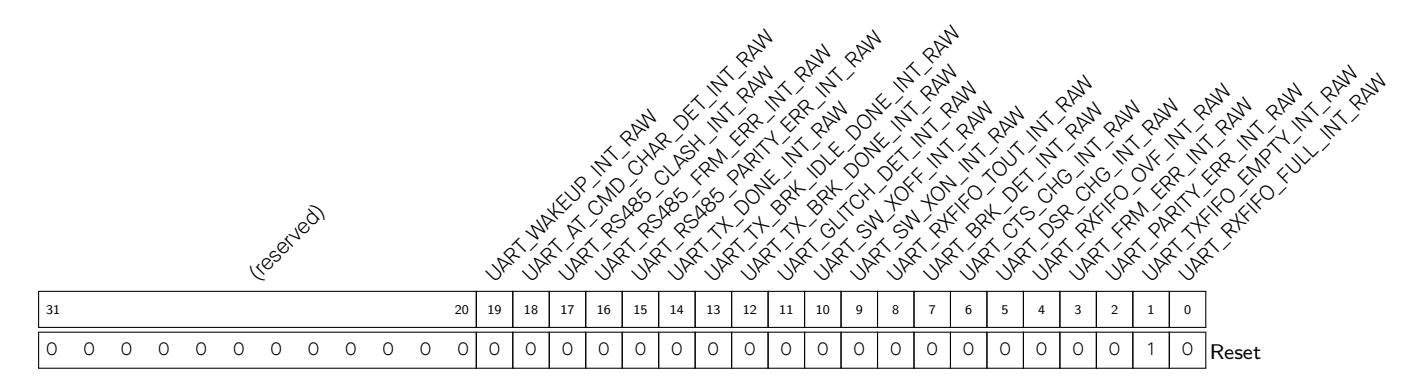 (reserved)
UART_WAKEUP_INT_RAW
UART_AT_CMD_CHAR_DET_INT_RAW
UART_RS485_CLASH_INT_RAW
UART_RS485_FRM_ERR_INT_RAW
UART_RS485_PARITY_ERR_INT_RAW
UART_TX_DONE_INT_RAW
UART_TX_BRK_IDLE_DONE_INT_RAW
UART_TX_BRK_DONE_INT_RAW
UART_GLITCH_DET_INT_RAW
UART_SW_XOFF_INT_RAW
UART_SW_XON_INT_RAW
UART_RXFIFO_TOUT_INT_RAW
UART_BRK_DET_INT_RAW
UART_CTS_CHG_INT_RAW
UART_DSR_CHG_INT_RAW
UART_RXFIFO_OVF_INT_RAW
UART_FRM_ERR_INT_RAW
UART_PARITY_ERR_INT_RAW
UART_TXFIFO_EMPTY_INT_RAW
UART_RXFIFO_FULL_INT_RAW
31 20 19 18 17 16 15 14 13 12 11 10 9 8 7 6 5 4 3 2 1 0
0 0 0 0 0 0 0 0 0 0 0 0 0 0 0 0 0 0 0 0 0 0 0 0 0 0 0 0 0 0 1 0 Reset